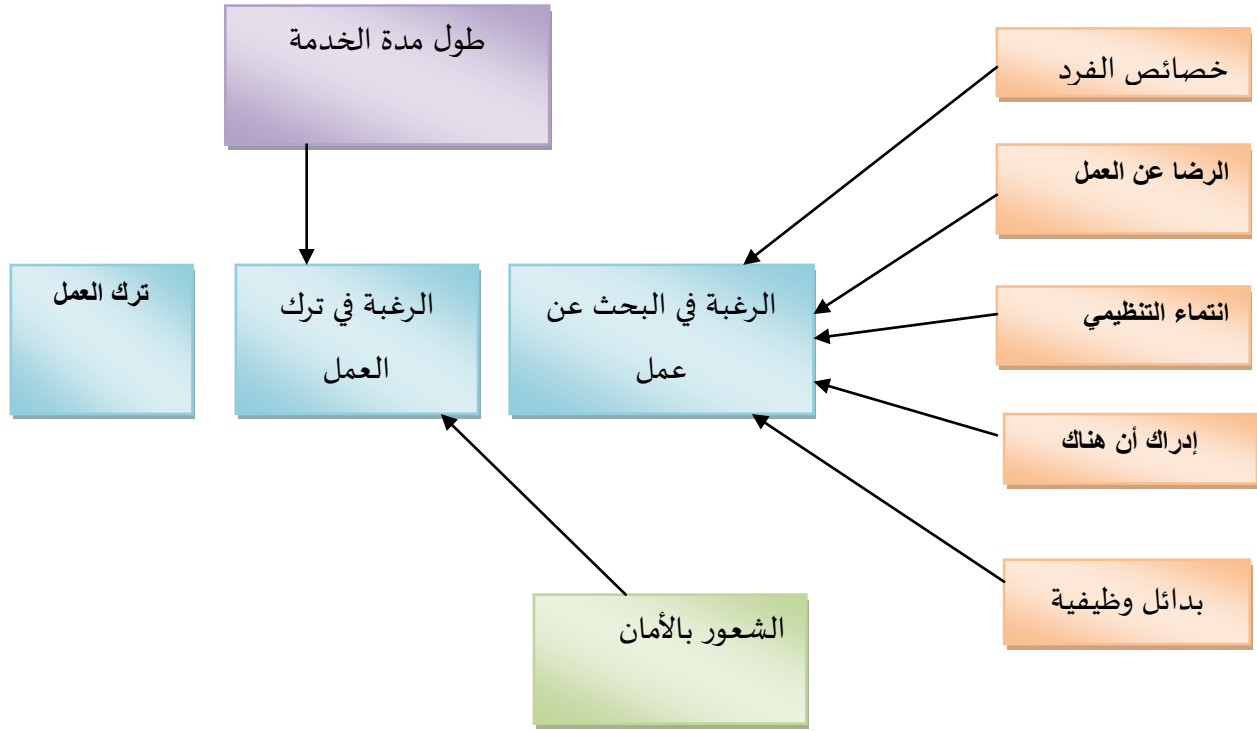 طول مدة الخدمة
خصائص الفرد
الرضا عن العمل
انتماء التنظيمي
إدراك أن هناك
بدائل وظيفية
الرغبة في البحث عن
عمل
الرغبة في ترك
العمل
ترك العمل
الشعور بالأمان